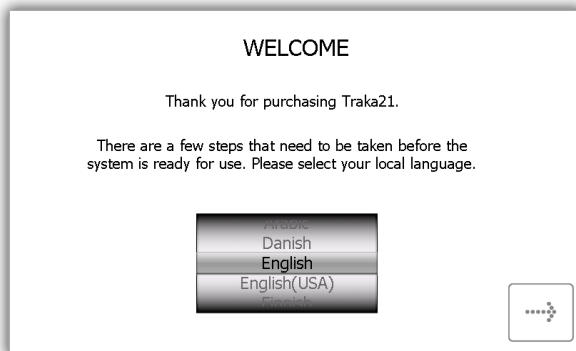 WELCOME
Thank you for purchasing Traka21.
There are a few steps that need to be taken before the
system is ready for use. Please select your local language.
Arabic
Danish
English
English(USA)
Finnish